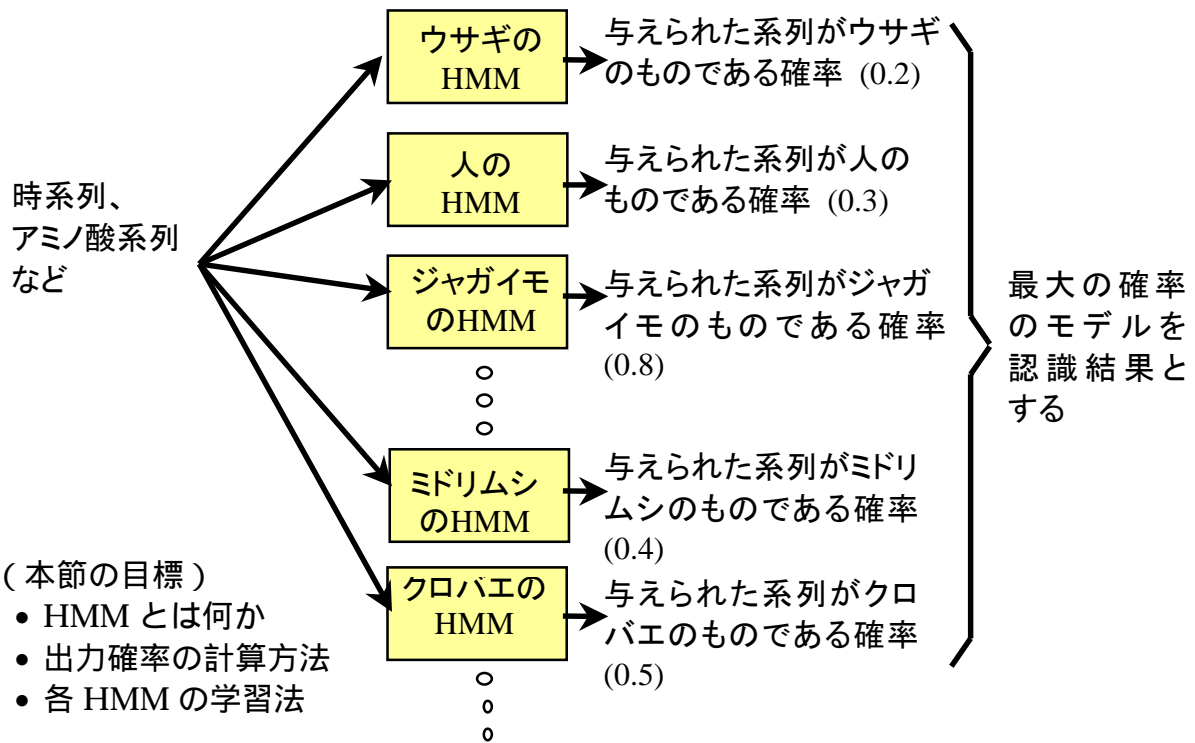 時系列、
アミノ酸系列
など
ウサギの
HMM
与えられた系列がウサギ
のものである確率 (0.2)
人の
HMM
与えられた系列が人の
ものである確率 (0.3)
ジャガイモ
のHMM
与えられた系列がジャガ
イモのものである確率
(0.8)
ミドリムシ
のHMM
与えられた系列がミドリ
ムシのものである確率
(0.4)
クロバエの
HMM
与えられた系列がクロ
バエのものである確率
(0.5)
最大の確率
のモデルを
認識結果と
する
(本節の目標)
• HMM とは何か
• 出力確率の計算方法
• 各 HMM の学習法